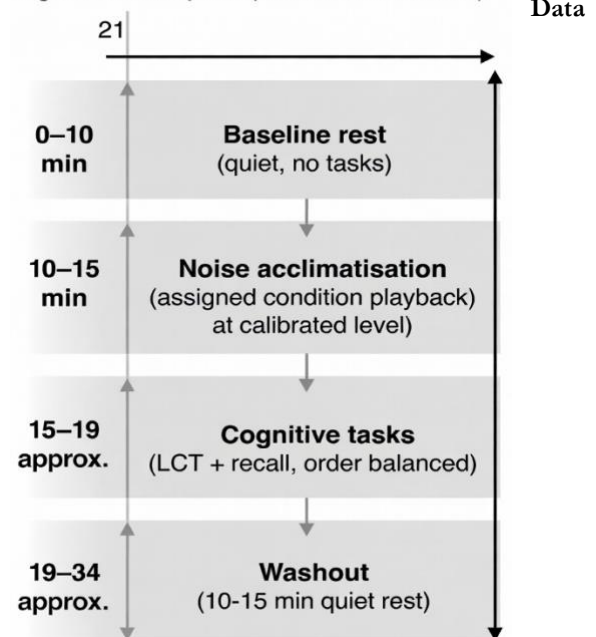 Data
21
0–10
min
Baseline rest
(quiet, no tasks)
10–15
min
Noise acclimatisation
(assigned condition playback)
at calibrated level)
15–19
approx.
Cognitive tasks
(LCT + recall, order balanced)
19–34
approx.
Washout
(10-15 min quiet rest)